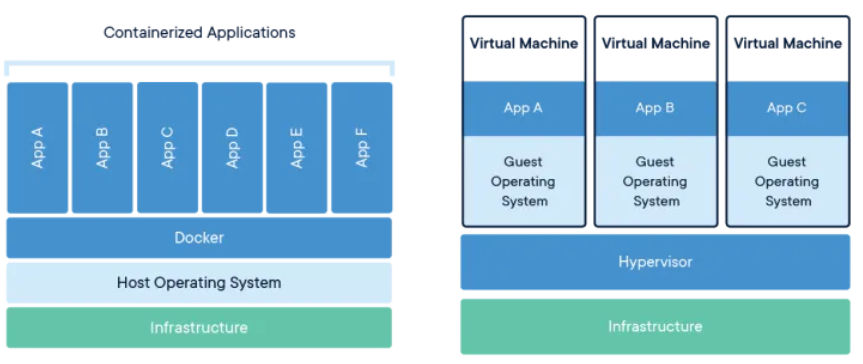 Containerized Applications
App A
App B
App C
App D
App E
App F
Docker
Host Operating System
Infrastructure
Virtual Machine
App A
Guest
Operating
System
Virtual Machine
App B
Guest
Operating
System
Virtual Machine
App C
Guest
Operating
System
Hypervisor
Infrastructure